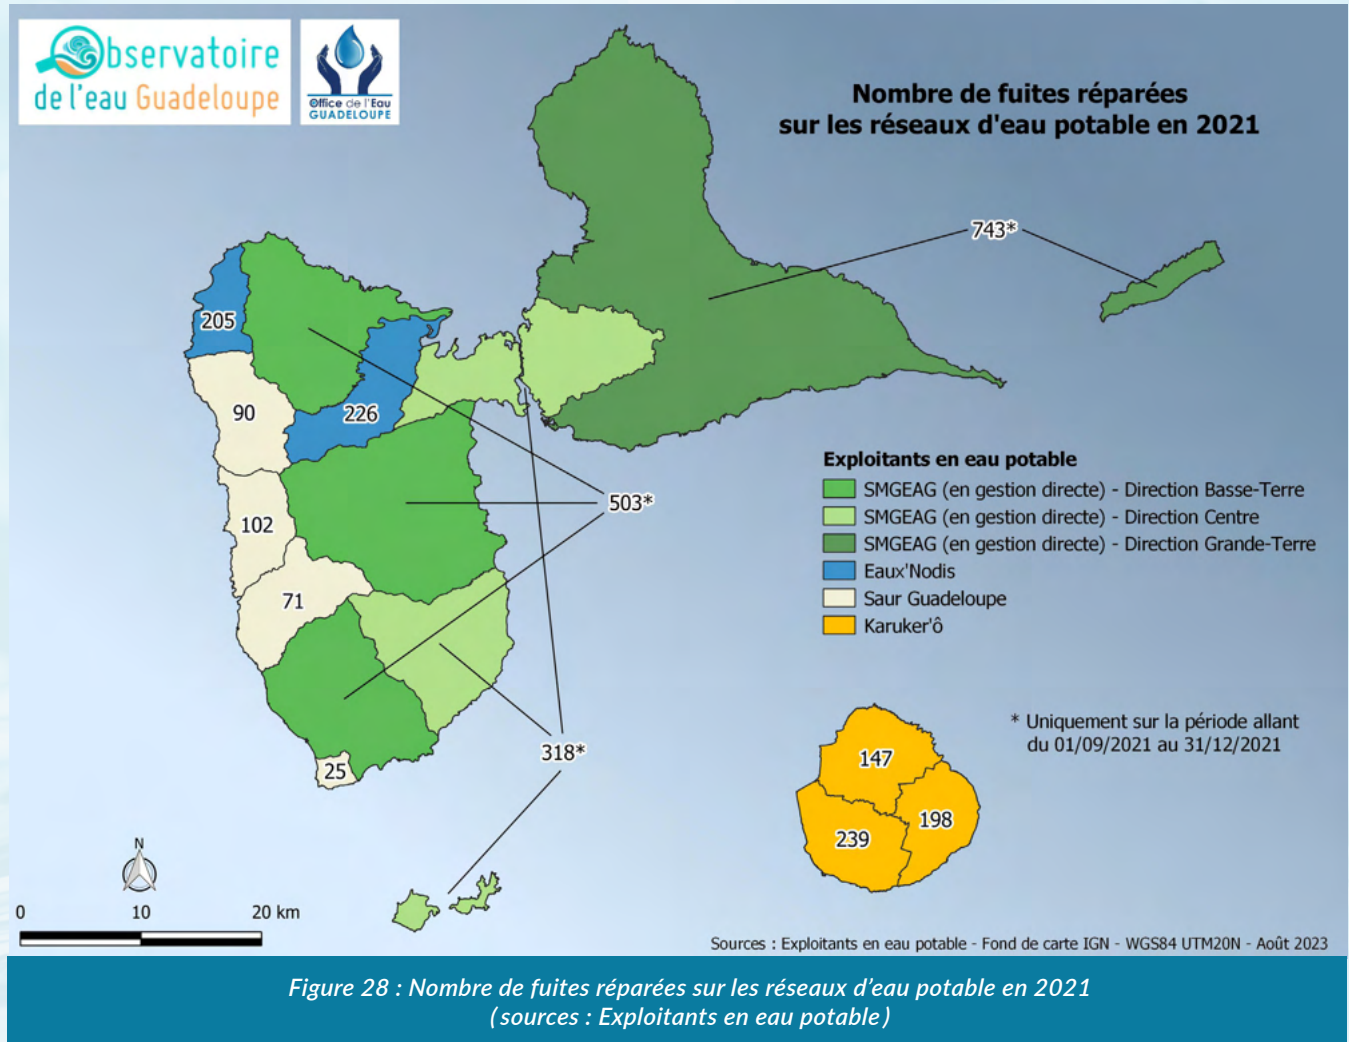 Observatoire
de l'eau Guadeloupe
Office de l'Eau
GUADELOUPE
Nombre de fuites réparées
sur les réseaux d'eau potable en 2021
743*
205
90
226
102
503*
71
318*
25
Exploitants en eau potable
SMGEAG (en gestion directe) - Direction Basse-Terre
SMGEAG (en gestion directe) - Direction Centre
SMGEAG (en gestion directe) - Direction Grande-Terre
Eaux'Nodis
Saur Guadeloupe
Karuker'ô
* Uniquement sur la période allant
du 01/09/2021 au 31/12/2021
147
198
239
N
0 10 20 km
Sources : Exploitants en eau potable - Fond de carte IGN - WGS84 UTM20N - Août 2023
Figure 28 : Nombre de fuites réparées sur les réseaux d'eau potable en 2021
(sources : Exploitants en eau potable)